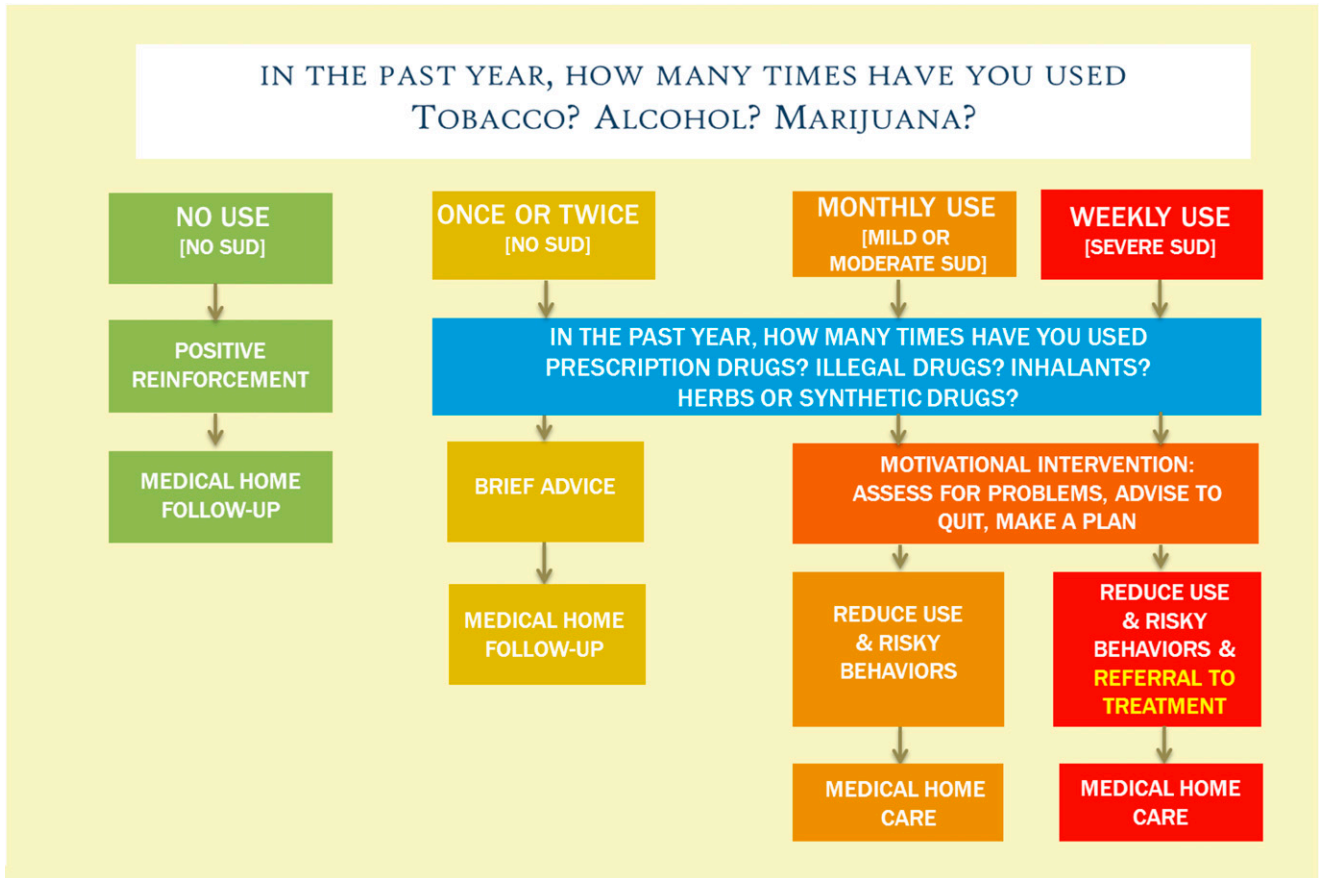 IN THE PAST YEAR, HOW MANY TIMES HAVE YOU USED
TOBACCO? ALCOHOL? MARIJUANA?
NO USE
[NO SUD]
ONCE OR TWICE
[NO SUD]
MONTHLY USE
[MILD OR
MODERATE SUD]
WEEKLY USE
[SEVERE SUD]
POSITIVE
REINFORCEMENT
IN THE PAST YEAR, HOW MANY TIMES HAVE YOU USED
PRESCRIPTION DRUGS? ILLEGAL DRUGS? INHALANTS?
HERBS OR SYNTHETIC DRUGS?
MEDICAL HOME
FOLLOW-UP
BRIEF ADVICE
MOTIVATIONAL INTERVENTION:
ASSESS FOR PROBLEMS, ADVISE TO
QUIT, MAKE A PLAN
MEDICAL HOME
FOLLOW-UP
REDUCE USE
& RISKY
BEHAVIORS
REDUCE USE
& RISKY
BEHAVIORS &
REFERRAL TO
TREATMENT
MEDICAL HOME
CARE
MEDICAL HOME
CARE